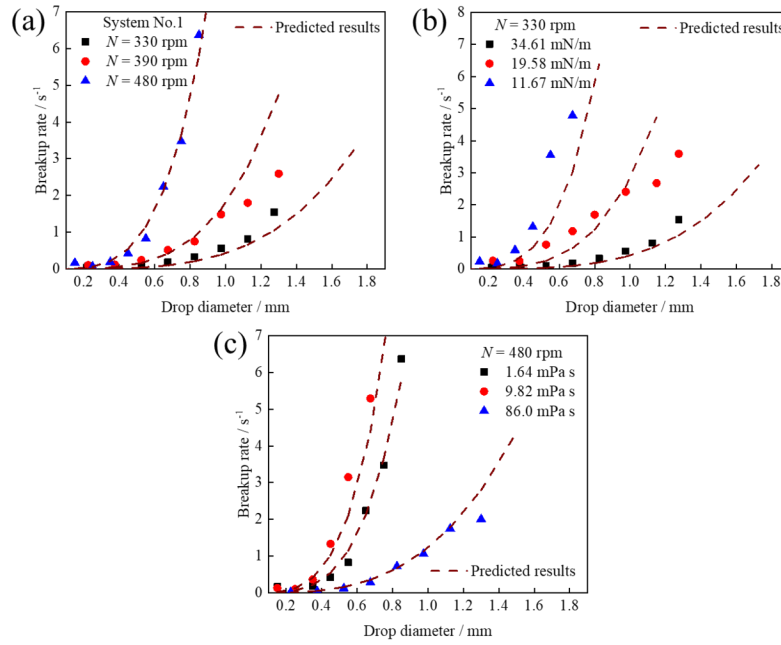 (a)
System No.1
N = 330 rpm
N = 390 rpm
N = 480 rpm
Predicted results
Breakup rate / s-1
7
6
5
4
3
2
1
0
0.2 0.4 0.6 0.8 1.0 1.2 1.4 1.6 1.8
Drop diameter / mm
(b)
N = 330 rpm
34.61 mN/m
19.58 mN/m
11.67 mN/m
Predicted results
Breakup rate / s-1
8
7
6
5
4
3
2
1
0
0.2 0.4 0.6 0.8 1.0 1.2 1.4 1.6 1.8
Drop diameter / mm
(c)
N = 480 rpm
1.64 mPa s
9.82 mPa s
86.0 mPa s
Predicted results
Breakup rate / s-1
7
6
5
4
3
2
1
0
0.2 0.4 0.6 0.8 1.0 1.2 1.4 1.6 1.8
Drop diameter / mm